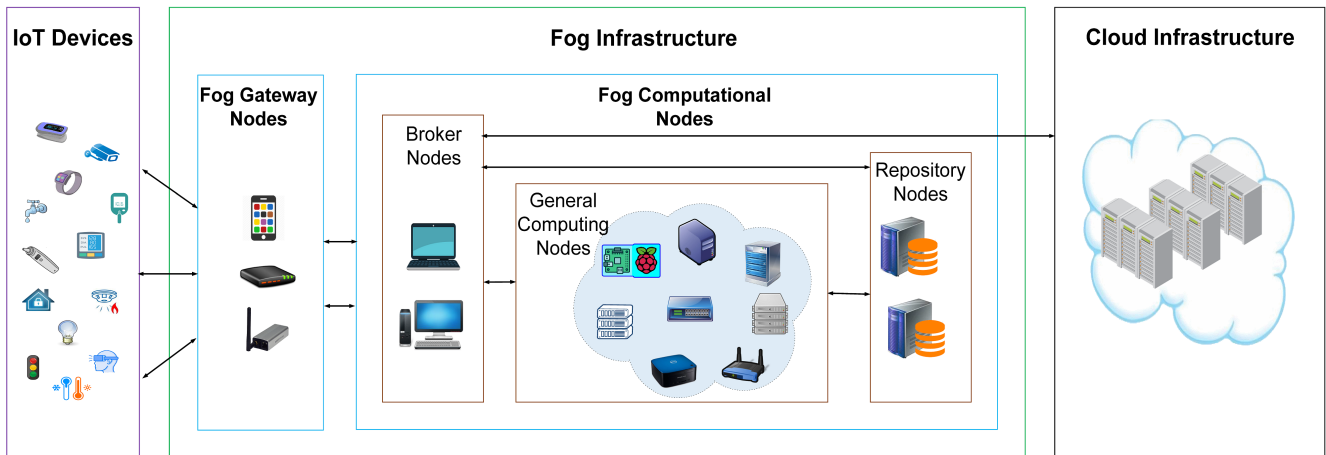 IoT Devices
Fog Infrastructure
Cloud Infrastructure
Fog Gateway
Nodes
Fog Computational
Nodes
Broker
Nodes
General
Computing
Nodes
Repository
Nodes